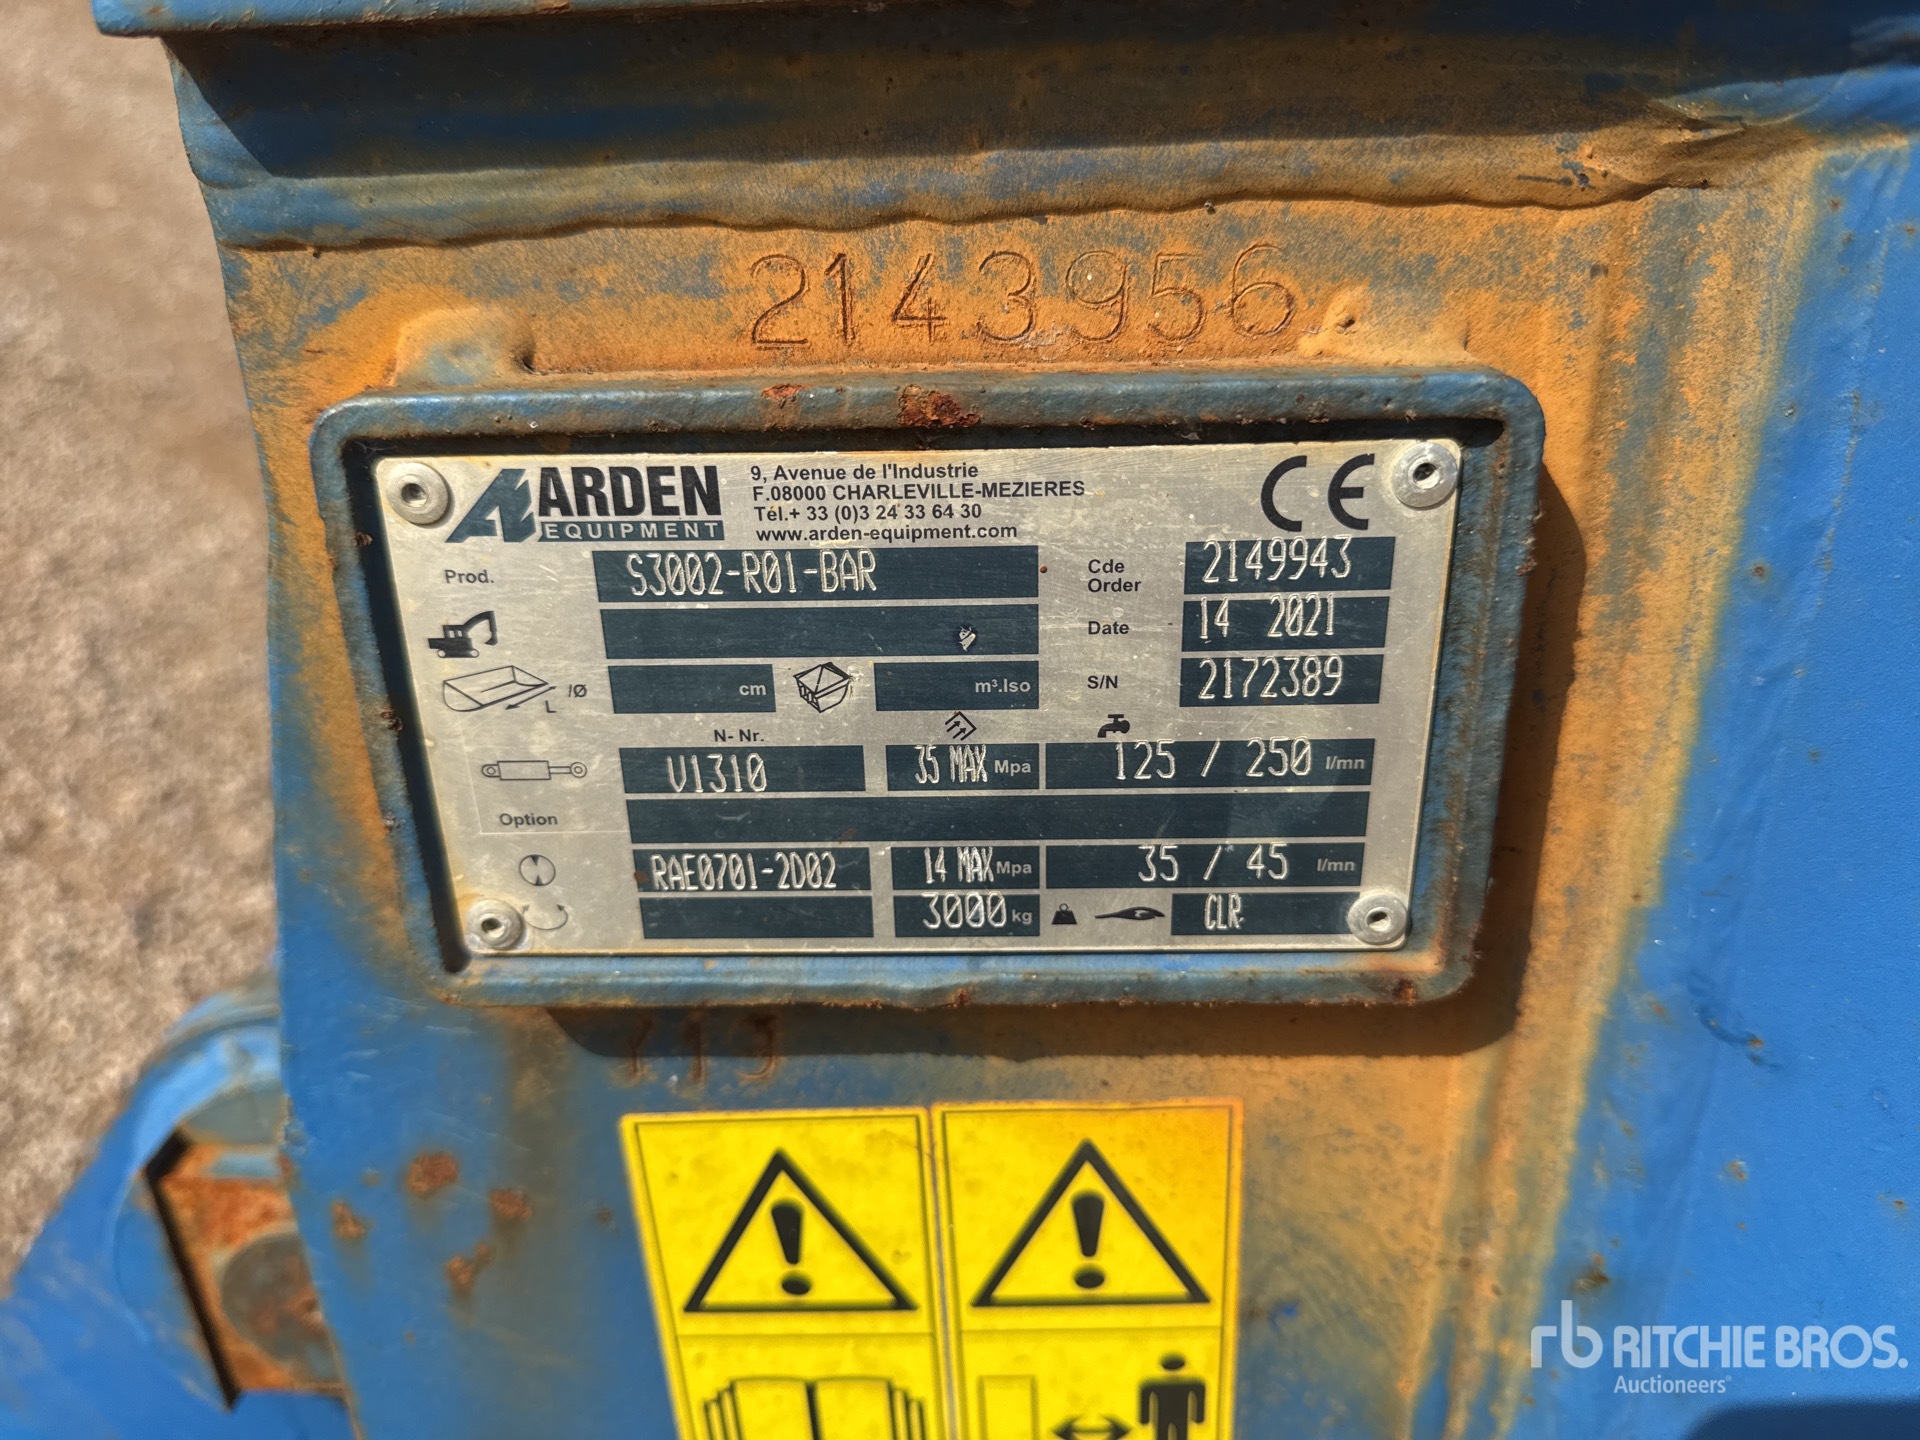 2143956
ARDEN
EQUIPMENT
9, Avenue de l'Industrie
F.08000 CHARLEVILLE-MEZIERES
Tél.+ 33 (0)3 24 33 64 30
www.arden-equipment.com
CE
Prod. S3002-R01-BAR
Cde Order 2149943
Date 14 2021
L /Ø cm m³.Iso
S/N 2172389
N- Nr.
V1310 35 MAX Mpa 125 / 250 l/mn
Option
RAE0701-2D02 14 MAX Mpa 35 / 45 l/mn
3000 kg CLR
rb RITCHIE BROS.
Auctioneers